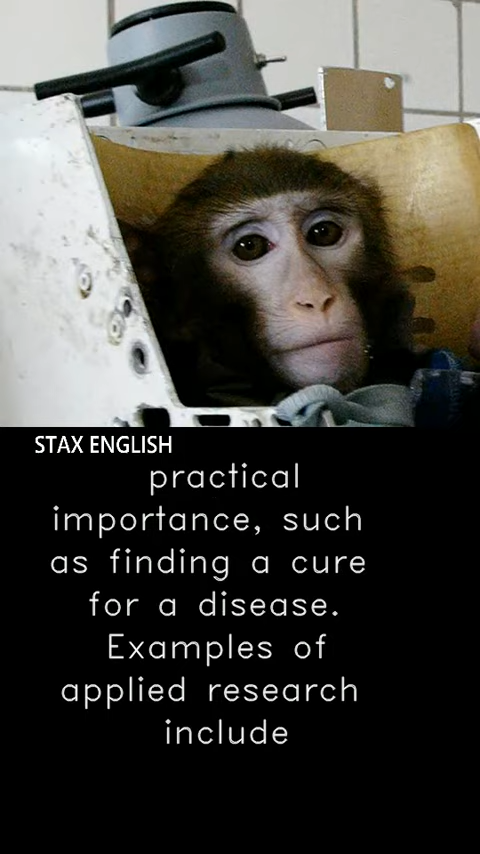 STAX ENGLISH
practical
importance, such
as finding a cure
for a disease.
Examples of
applied research
include